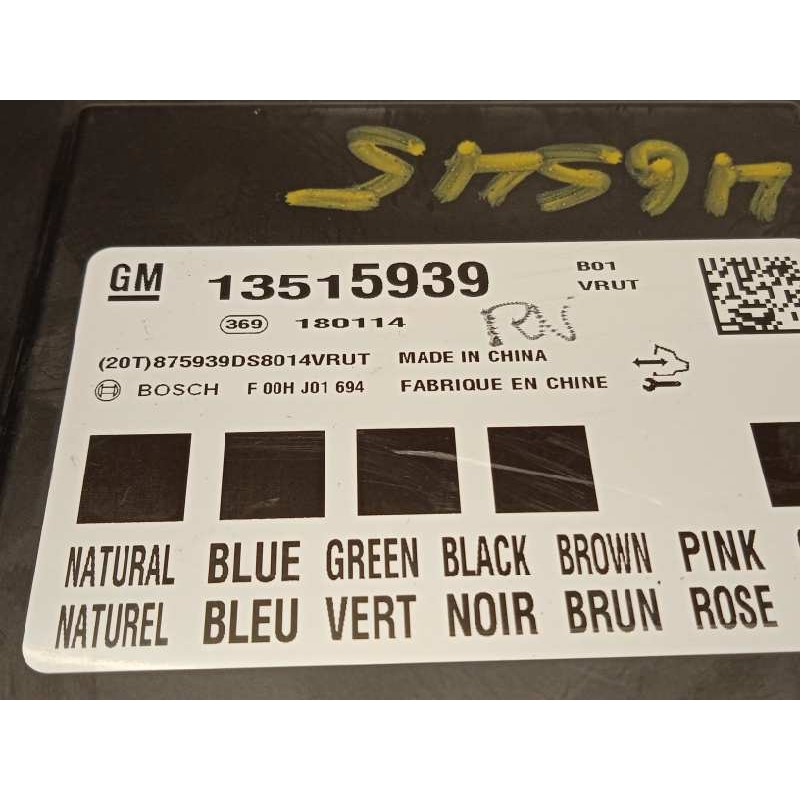 GM 13515939 B01
VRUT
369 180114
RN
(20T)875939DS8014VRUT MADE IN CHINA
BOSCH F 00H J01 694 FABRIQUE EN CHINE
NATURAL BLUE GREEN BLACK BROWN PINK
NATUREL BLEU VERT NOIR BRUN ROSE